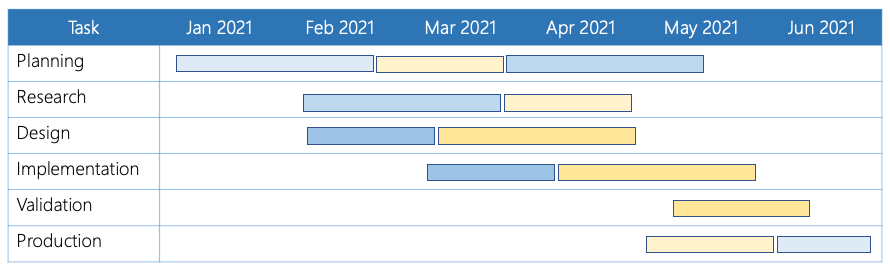 Task Jan 2021 Feb 2021 Mar 2021 Apr 2021 May 2021 Jun 2021
Planning
Research
Design
Implementation
Validation
Production